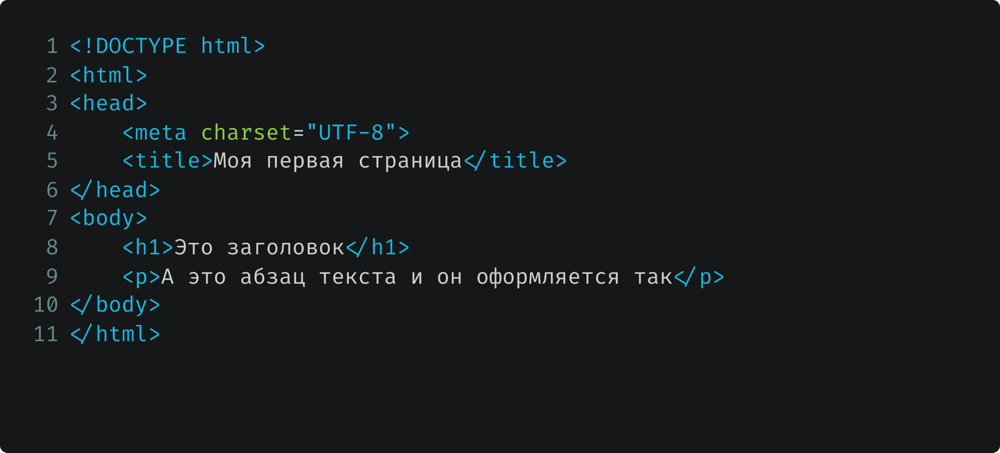 1 <!DOCTYPE html>
2 <html>
3 <head>
4     <meta charset="UTF-8">
5     <title>Моя первая страница</title>
6 </head>
7 <body>
8     <h1>Это заголовок</h1>
9     <p>А это абзац текста и он оформляется так</p>
10 </body>
11 </html>